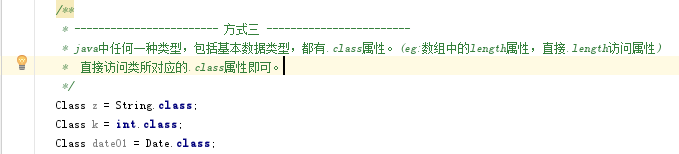 /**
* ------------------------ 方式三 ------------------------
* java中任何一种类型，包括基本数据类型，都有.class属性。(eg:数组中的length属性，直接.length访问属性)
* 直接访问类所对应的.class属性即可。
*/
Class z = String.class;
Class k = int.class;
Class date01 = Date.class;